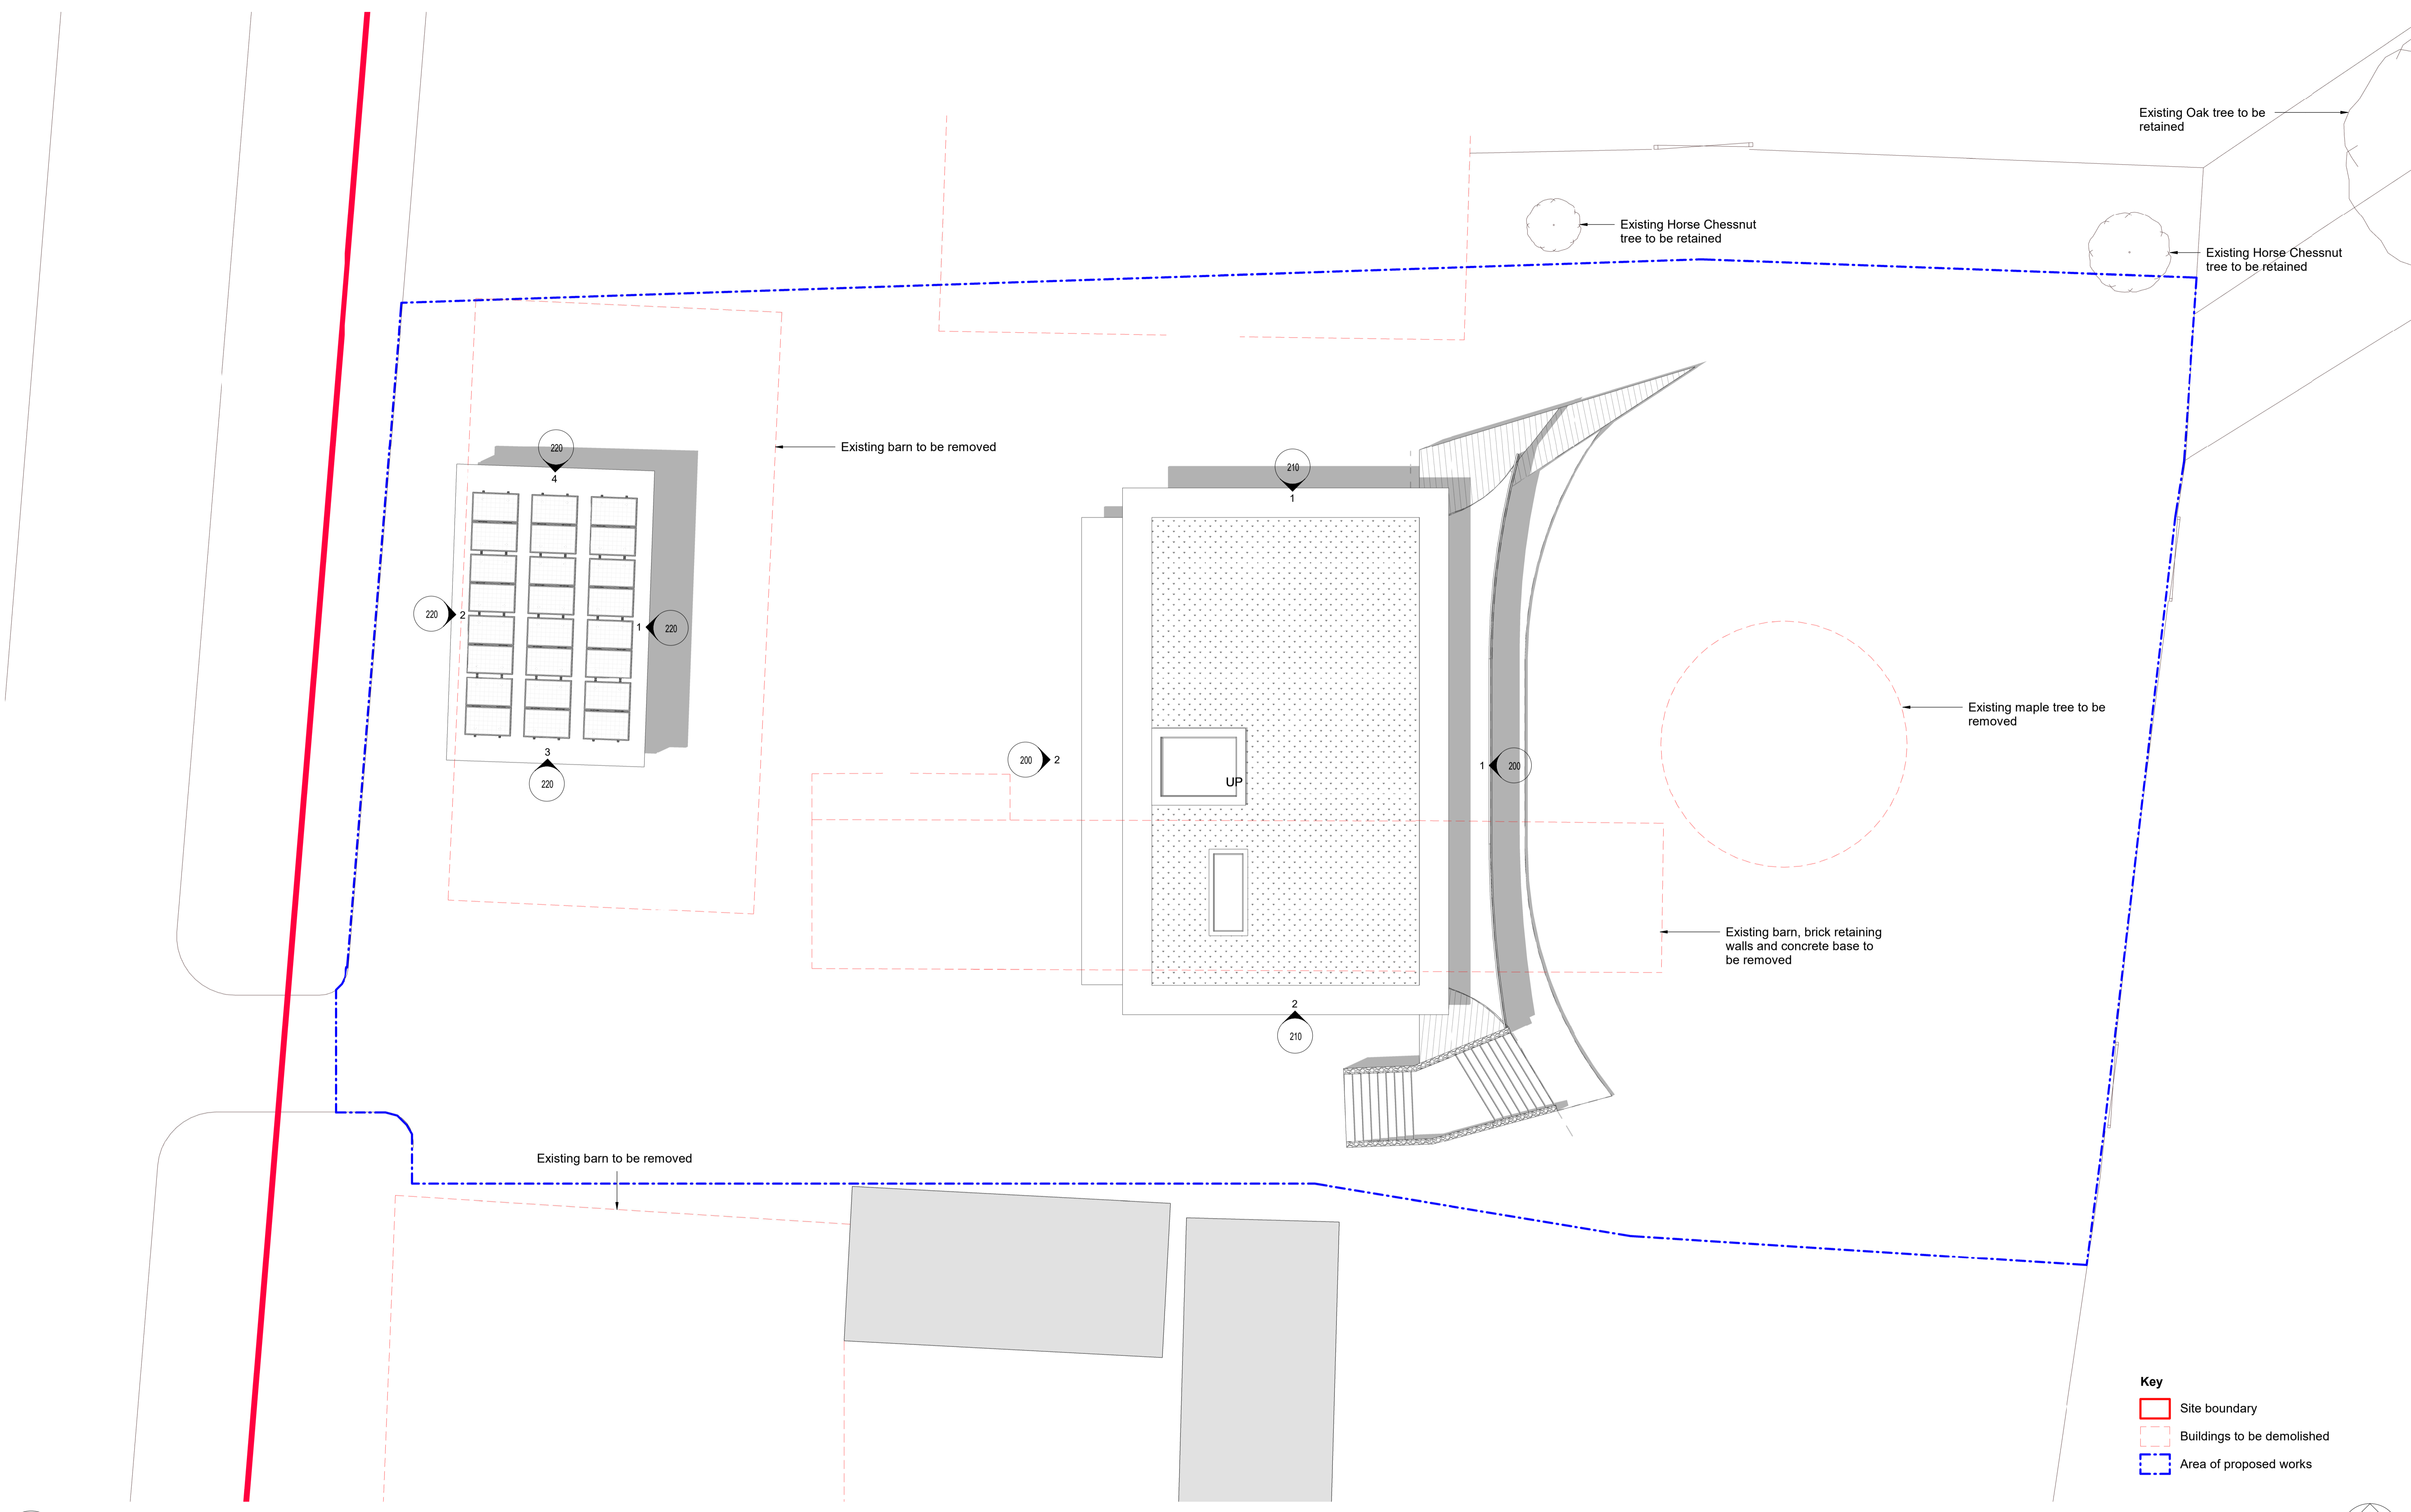 Existing Oak tree to be
retained
Existing Horse Chessnut
tree to be retained
Existing Horse Chessnut
tree to be retained
Existing barn to be removed
220
4
210
1
220
2
1
220
Existing maple tree to be
removed
3
220
200
2
UP
1
200
Existing barn, brick retaining
walls and concrete base to
be removed
2
210
Existing barn to be removed
Key
Site boundary
Buildings to be demolished
Area of proposed works